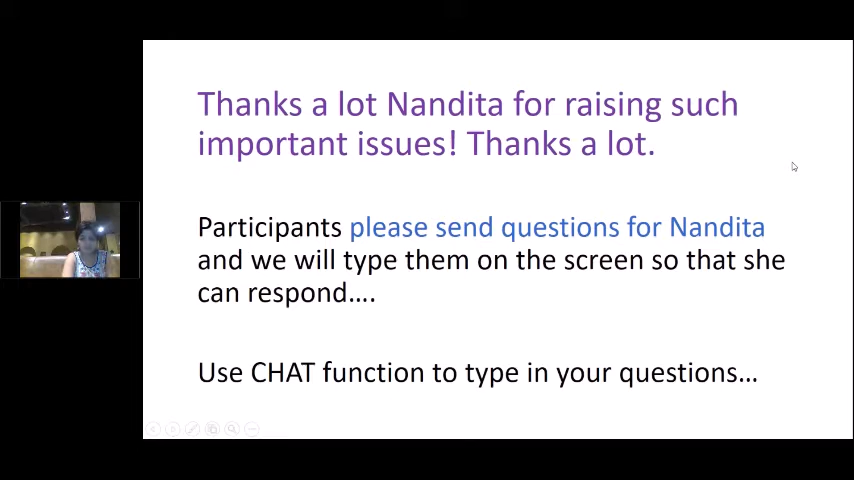 Thanks a lot Nandita for raising such
important issues! Thanks a lot.
Participants please send questions for Nandita
and we will type them on the screen so that she
can respond….
Use CHAT function to type in your questions…